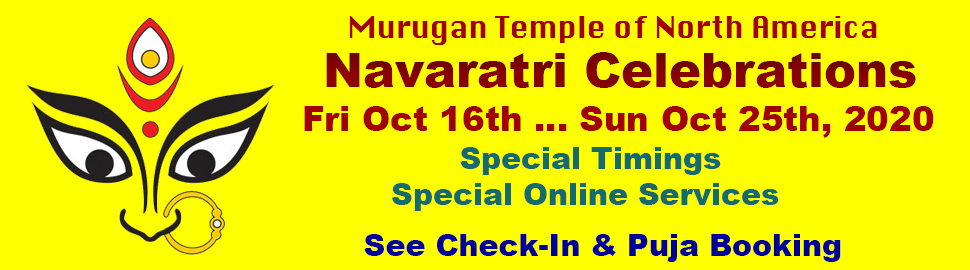 Murugan Temple of North America
Navaratri Celebrations
Fri Oct 16th ... Sun Oct 25th, 2020
Special Timings
Special Online Services
See Check-In & Puja Booking